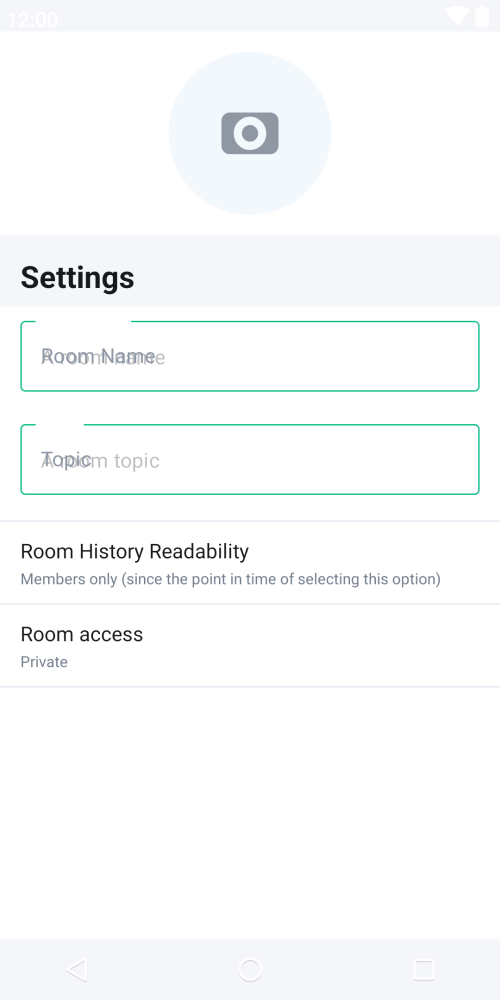 12:00
Settings
Room Name
A room name
Topic
A room topic
Room History Readability
Members only (since the point in time of selecting this option)
Room access
Private